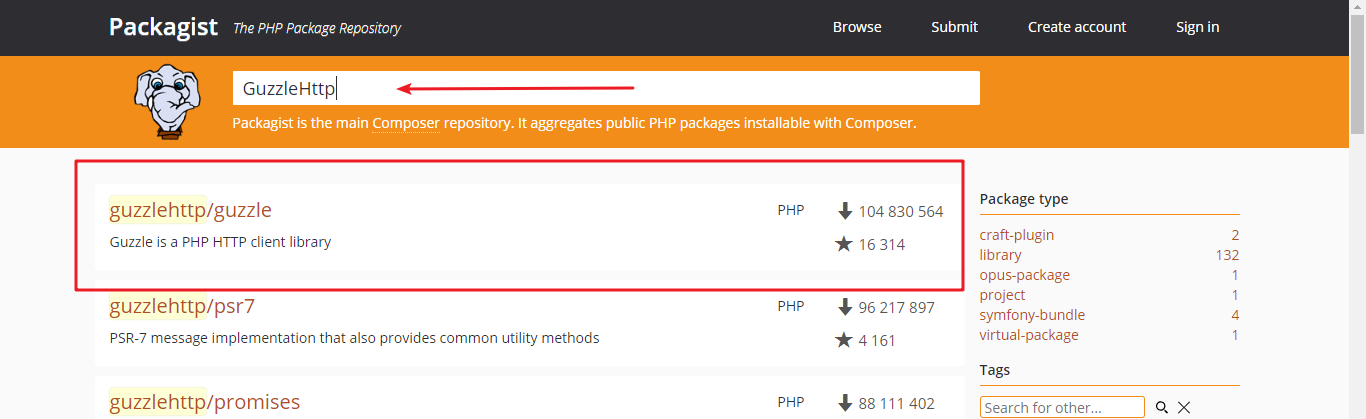 Packagist The PHP Package Repository Browse Submit Create account Sign in
GuzzleHttp
Packagist is the main Composer repository. It aggregates public PHP packages installable with Composer.
guzzlehttp/guzzle PHP 104 830 564
Guzzle is a PHP HTTP client library 16 314
guzzlehttp/psr7 PHP 96 217 897
PSR-7 message implementation that also provides common utility methods 4 161
guzzlehttp/promises PHP 88 111 402
Package type
craft-plugin 2
library 132
opus-package 1
project 1
symfony-bundle 4
virtual-package 1
Tags
Search for other...